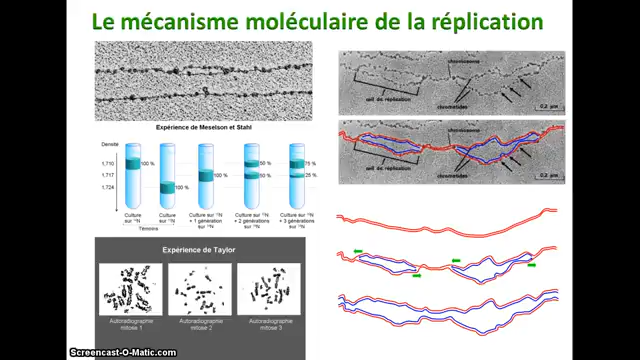 Le mécanisme moléculaire de la réplication
Expérience de Meselson et Stahl
Densité
1,710
1,717
1,724
100 %
100 %
100 %
50 %
50 %
75 %
25 %
Culture sur ¹⁴N
Culture sur ¹⁵N
Culture sur ¹⁵N + 1 génération sur ¹⁴N
Culture sur ¹⁵N + 2 générations sur ¹⁴N
Culture sur ¹⁵N + 3 générations sur ¹⁴N
Témoins
Expérience de Taylor
Autoradiographie mitose 1
Autoradiographie mitose 2
Autoradiographie mitose 3
chromosome
œil de réplication
chromatides
0,2 µm
chromosome
œil de réplication
chromatides
0,2 µm
Screencast-O-Matic.com